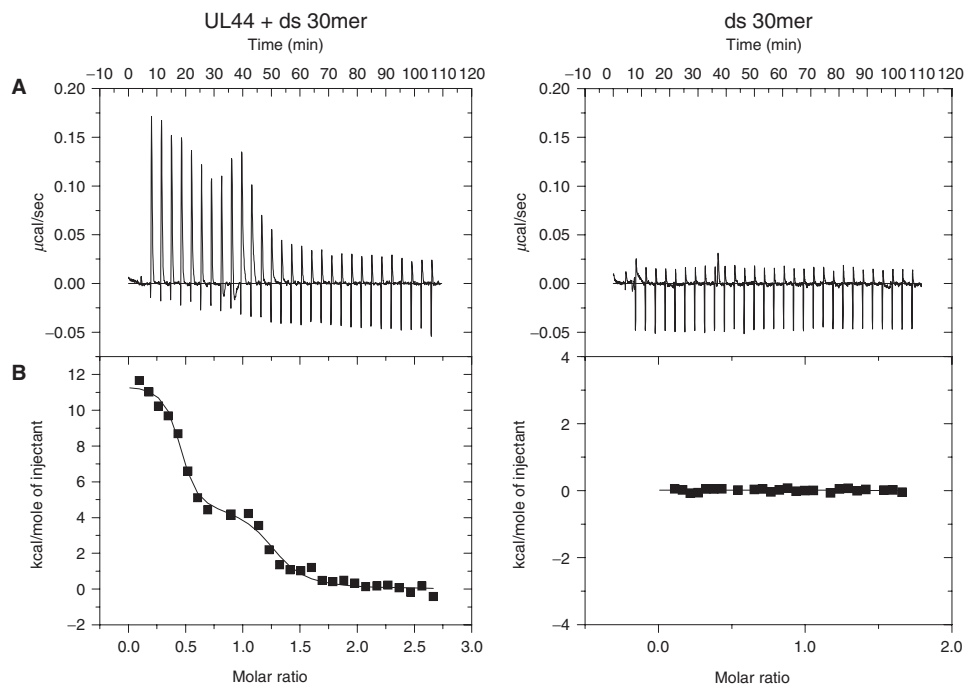 UL44 + ds 30mer
Time (min)
−10 0 10 20 30 40 50 60 70 80 90 100 110 120
A
0.20
0.15
0.10
0.05
0.00
−0.05
µcal/sec
B
12
10
8
6
4
2
0
−2
kcal/mole of injectant
0.0 0.5 1.0 1.5 2.0 2.5 3.0
Molar ratio
ds 30mer
Time (min)
−10 0 10 20 30 40 50 60 70 80 90 100 110 120
0.20
0.15
0.10
0.05
0.00
−0.05
µcal/sec
4
2
0
−2
−4
kcal/mole of injectant
0.0 1.0 2.0
Molar ratio